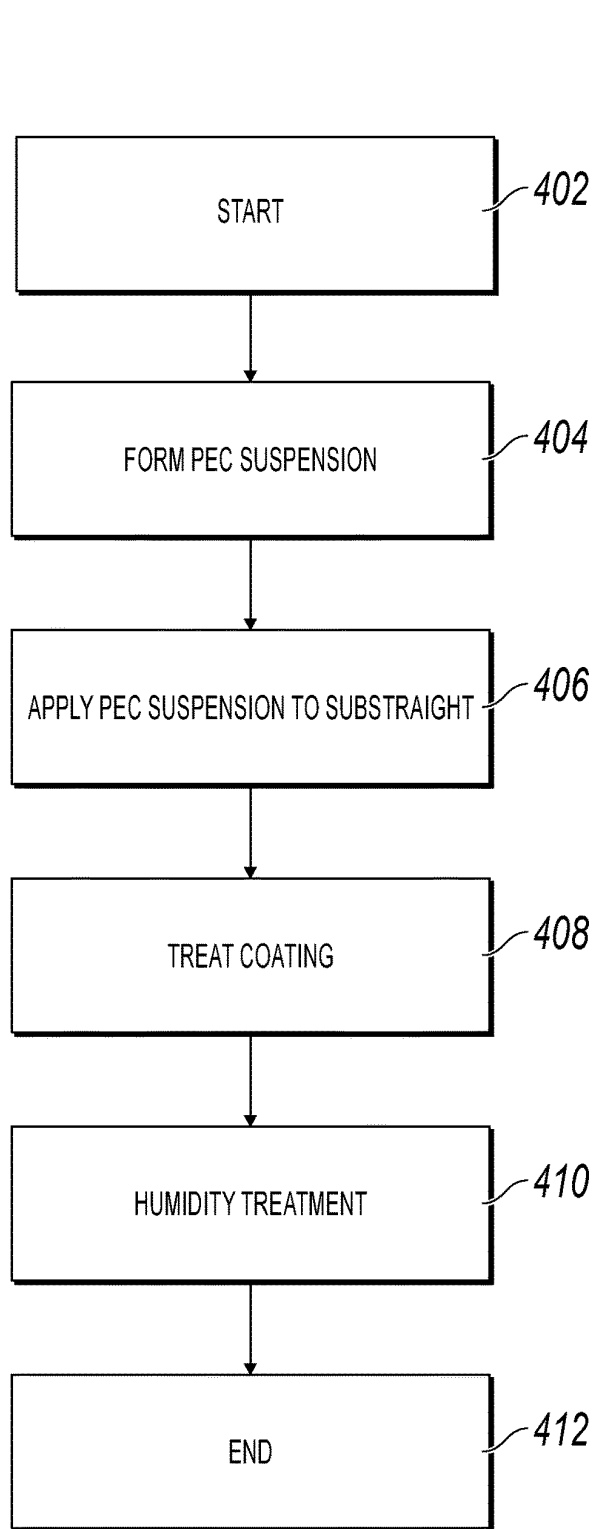 START
402
FORM PEC SUSPENSION
404
APPLY PEC SUSPENSION TO SUBSTRAIGHT
406
TREAT COATING
408
HUMIDITY TREATMENT
410
END
412